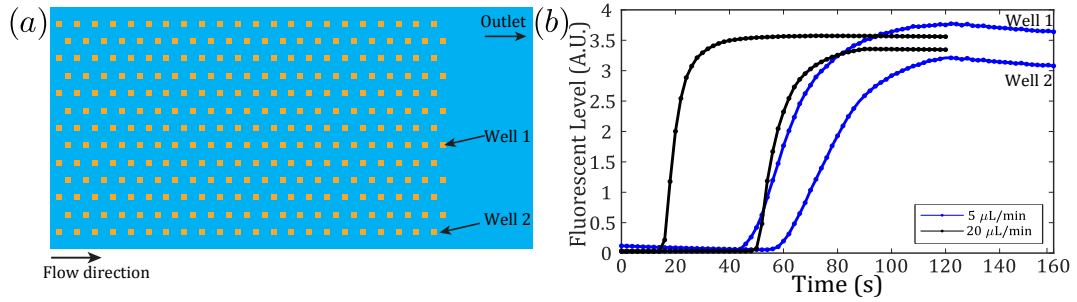 (a)
Outlet
Well 1
Well 2
Flow direction
(b)
Fluorescent Level (A.U.)
4
3.5
3
2.5
2
1.5
1
0.5
0
0 20 40 60 80 100 120 140 160
Time (s)
Well 1
Well 2
5 μL/min
20 μL/min